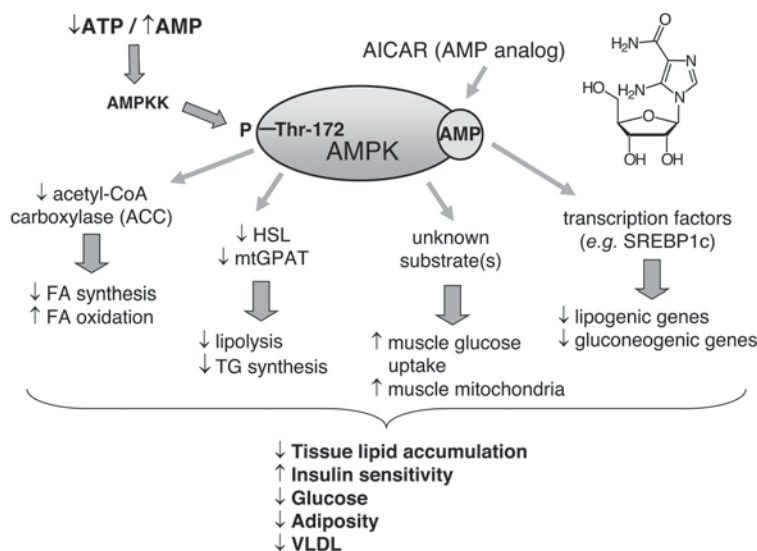 ↓ATP / ↑AMP
AMPKK
AICAR (AMP analog)
P
Thr-172
AMPK
AMP
H₂N
O
N
H₂N
N
HO
O
OH
OH
↓ acetyl-CoA
carboxylase (ACC)
↓ FA synthesis
↑ FA oxidation
↓ HSL
↓ mtGPAT
↓ lipolysis
↓ TG synthesis
unknown
substrate(s)
↑ muscle glucose
uptake
↑ muscle mitochondria
transcription factors
(e.g. SREBP1c)
↓ lipogenic genes
↓ gluconeogenic genes
↓ Tissue lipid accumulation
↑ Insulin sensitivity
↓ Glucose
↓ Adiposity
↓ VLDL